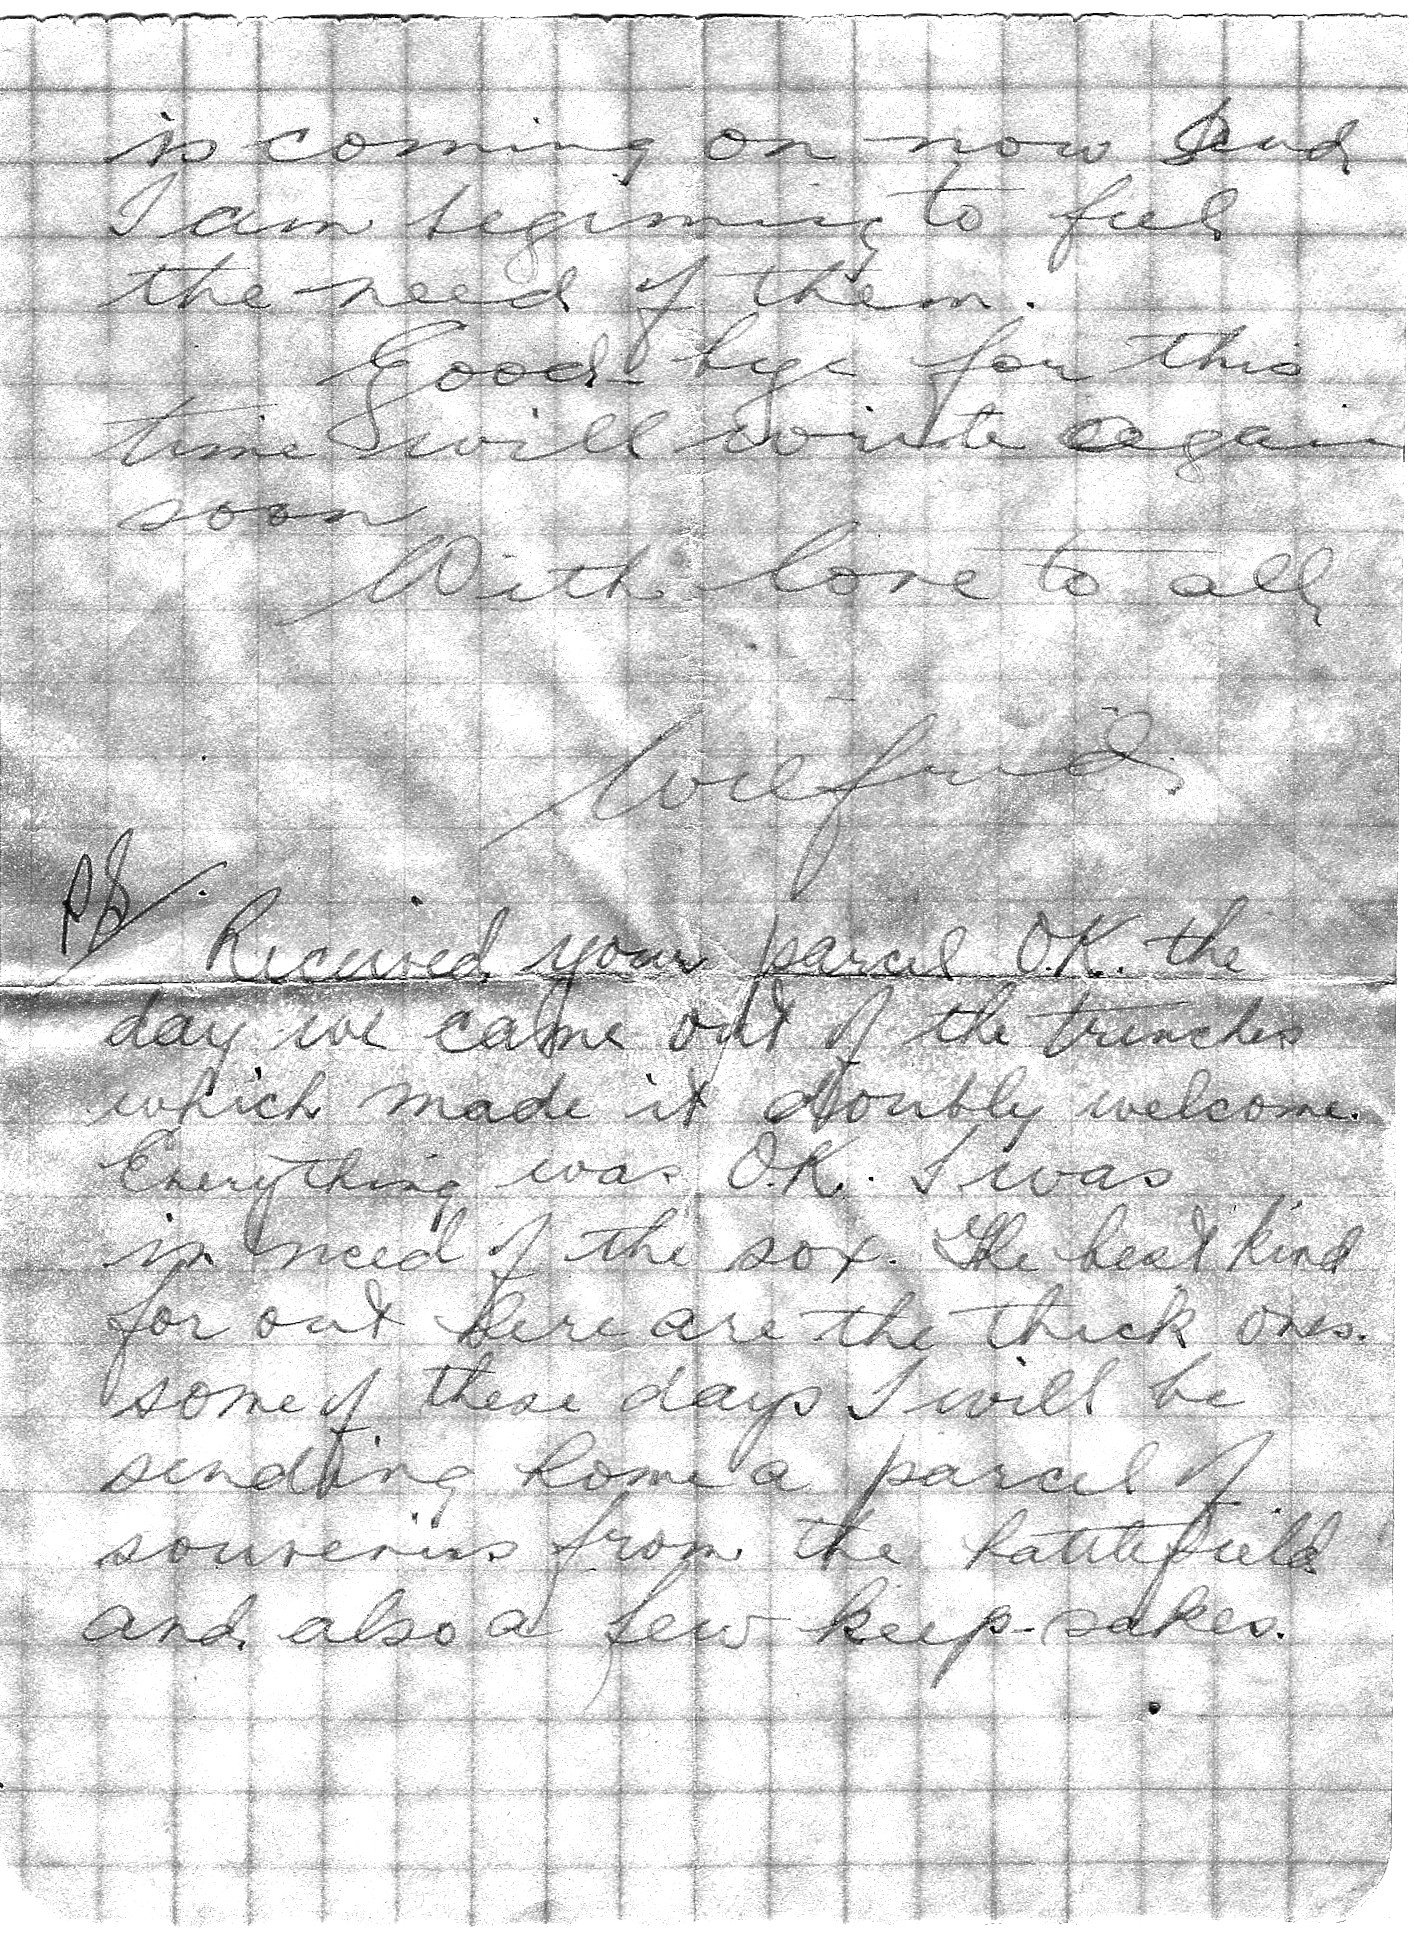 is coming on now and
I am beginning to feel
the need of them.
Good-bye for this
time will write again
soon
With love to all
Wilfrid
PS. Received your parcel O.K. the
day we came out of the trenches
which made it doubly welcome.
Everything was O.K. I was
in need of the sox. The best kind
for out here are the thick ones.
some of these days I will be
sending home a parcel of
souvenirs from the battlefield
and also a few keep-sakes.